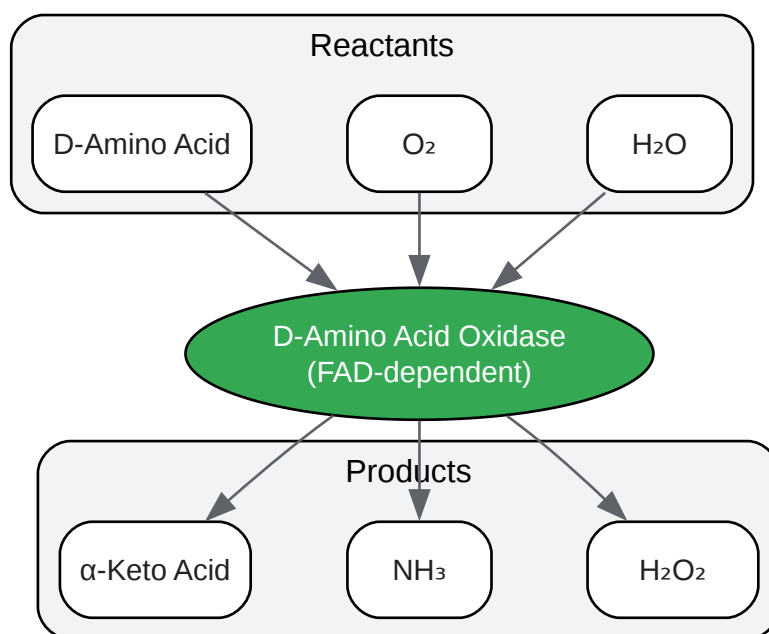 Reactants
D-Amino Acid
O₂
H₂O
D-Amino Acid Oxidase
(FAD-dependent)
Products
α-Keto Acid
NH₃
H₂O₂